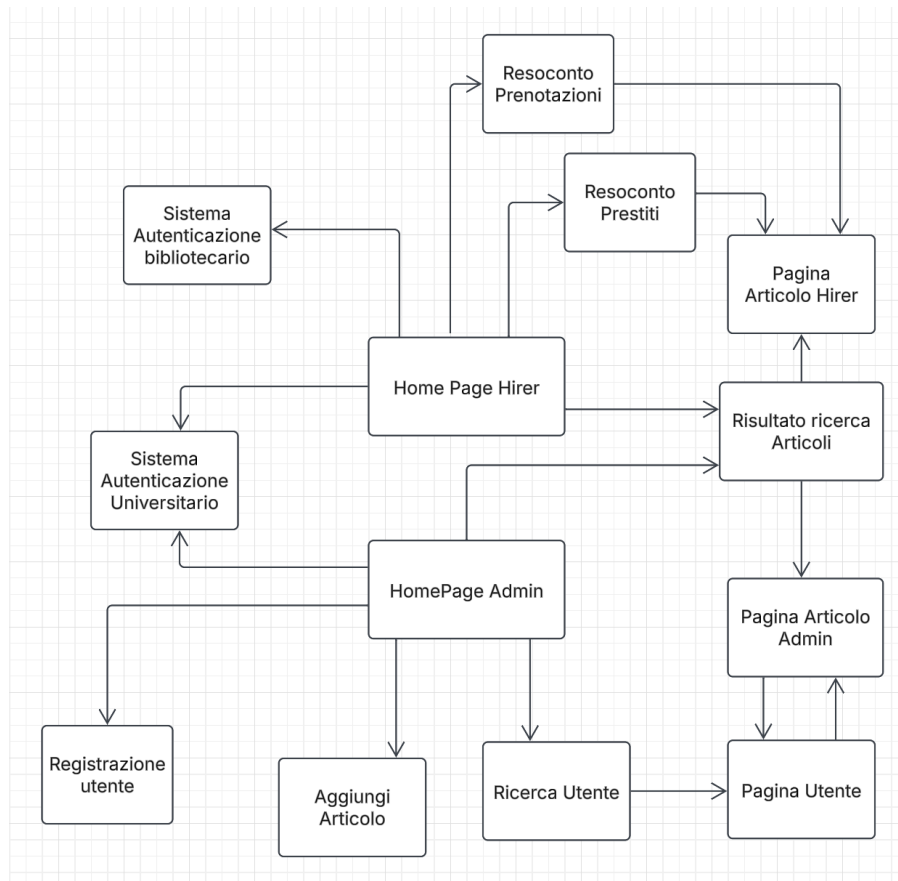 Resoconto
Prenotazioni
Resoconto
Prestiti
Sistema
Autenticazione
bibliotecario
Pagina
Articolo Hirer
Home Page Hirer
Risultato ricerca
Articoli
Sistema
Autenticazione
Universitario
HomePage Admin
Pagina Articolo
Admin
Registrazione
utente
Aggiungi
Articolo
Ricerca Utente
Pagina Utente